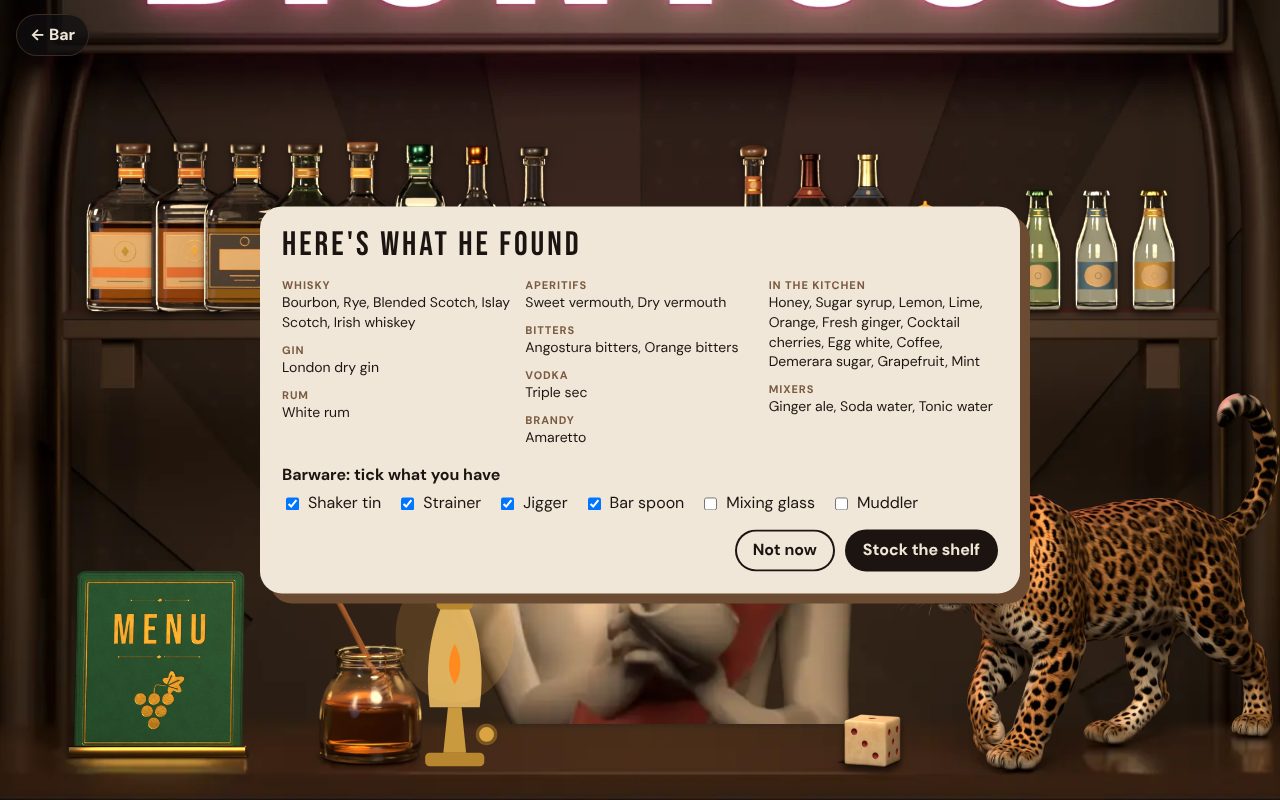 ← Bar
HERE'S WHAT HE FOUND
WHISKY
Bourbon, Rye, Blended Scotch, Islay
Scotch, Irish whiskey
GIN
London dry gin
RUM
White rum
APERITIFS
Sweet vermouth, Dry vermouth
BITTERS
Angostura bitters, Orange bitters
VODKA
Triple sec
BRANDY
Amaretto
IN THE KITCHEN
Honey, Sugar syrup, Lemon, Lime,
Orange, Fresh ginger, Cocktail
cherries, Egg white, Coffee,
Demerara sugar, Grapefruit, Mint
MIXERS
Ginger ale, Soda water, Tonic water
Barware: tick what you have
Shaker tin Strainer Jigger Bar spoon Mixing glass Muddler
Not now Stock the shelf
MENU